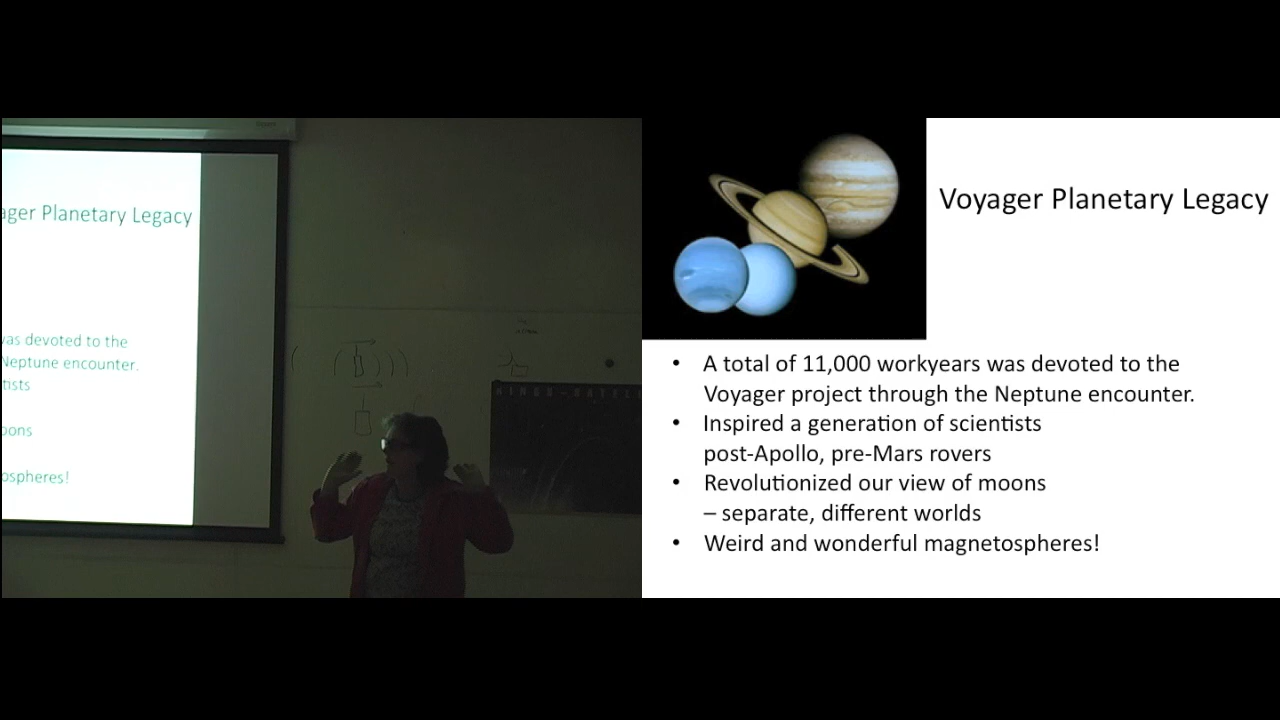 ager Planetary Legacy
was devoted to the
Neptune encounter.
tists
oons
ospheres!
Voyager Planetary Legacy
• A total of 11,000 workyears was devoted to the
Voyager project through the Neptune encounter.
• Inspired a generation of scientists
post-Apollo, pre-Mars rovers
• Revolutionized our view of moons
– separate, different worlds
• Weird and wonderful magnetospheres!